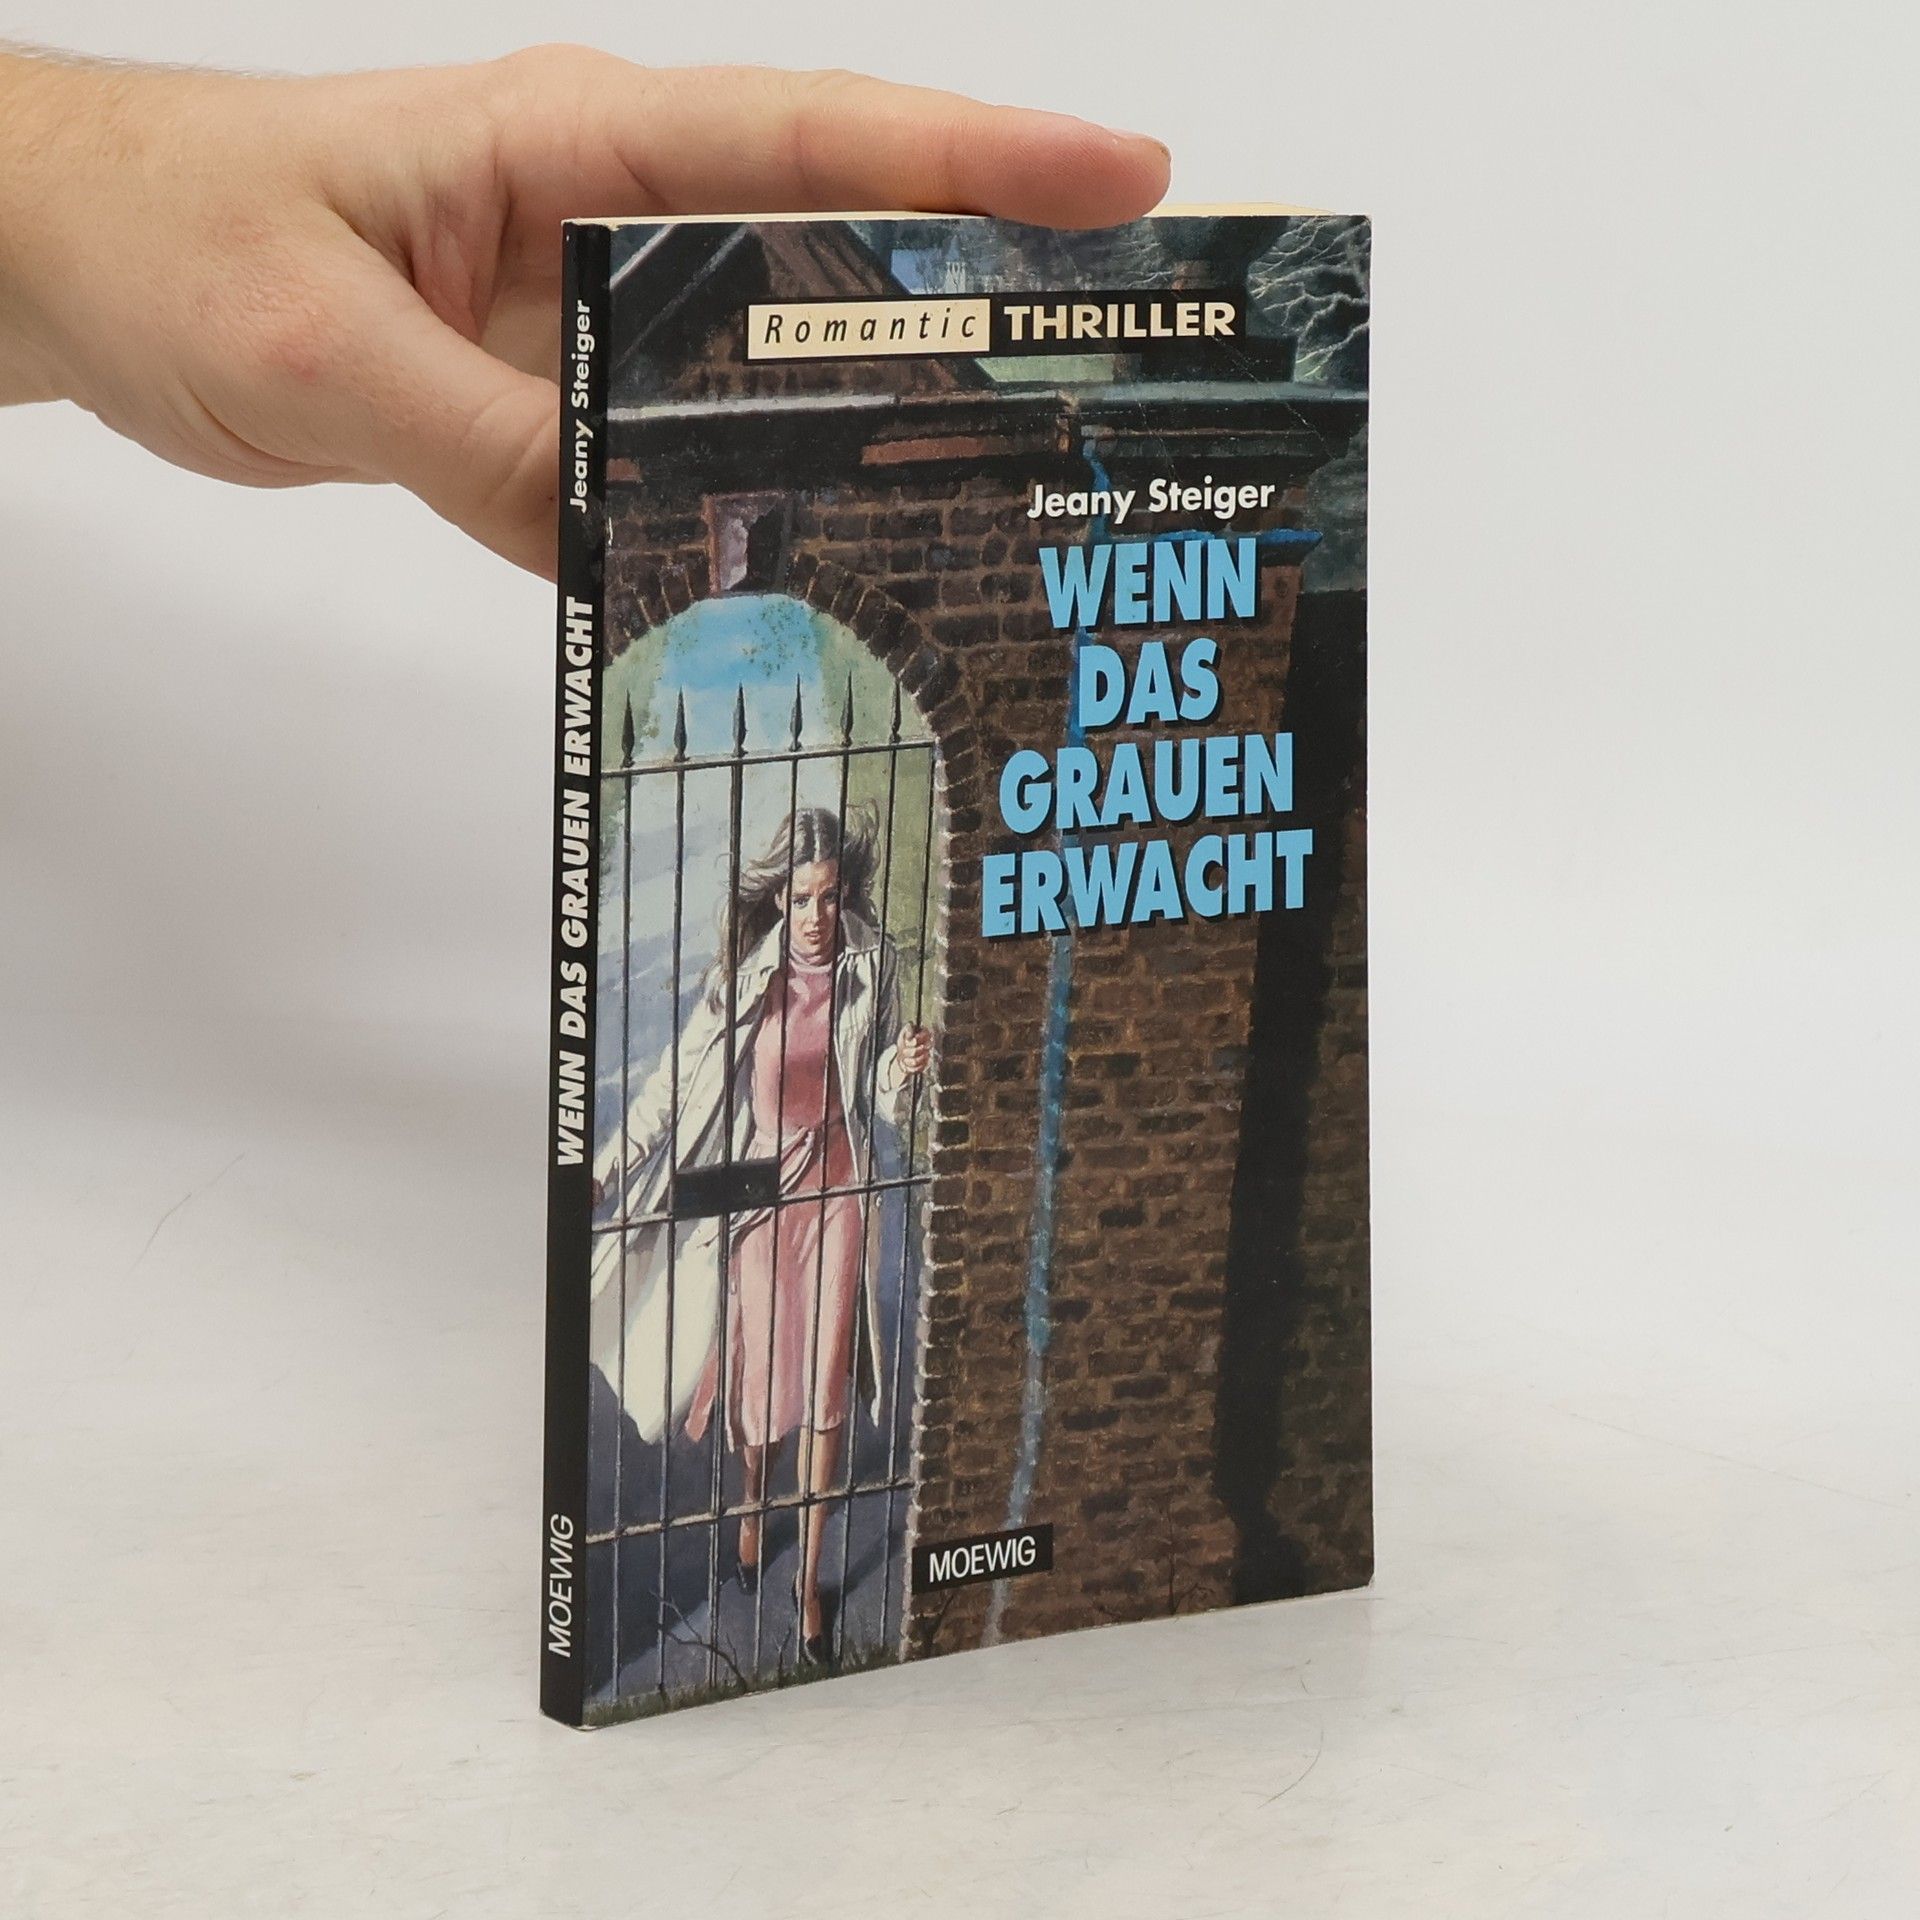 Romantic THRILLER
Jeany Steiger
WENN
DAS
GRAUEN
ERWACHT
MOEWIG
Jeany Steiger
WENN DAS GRAUEN ERWACHT
MOEWIG